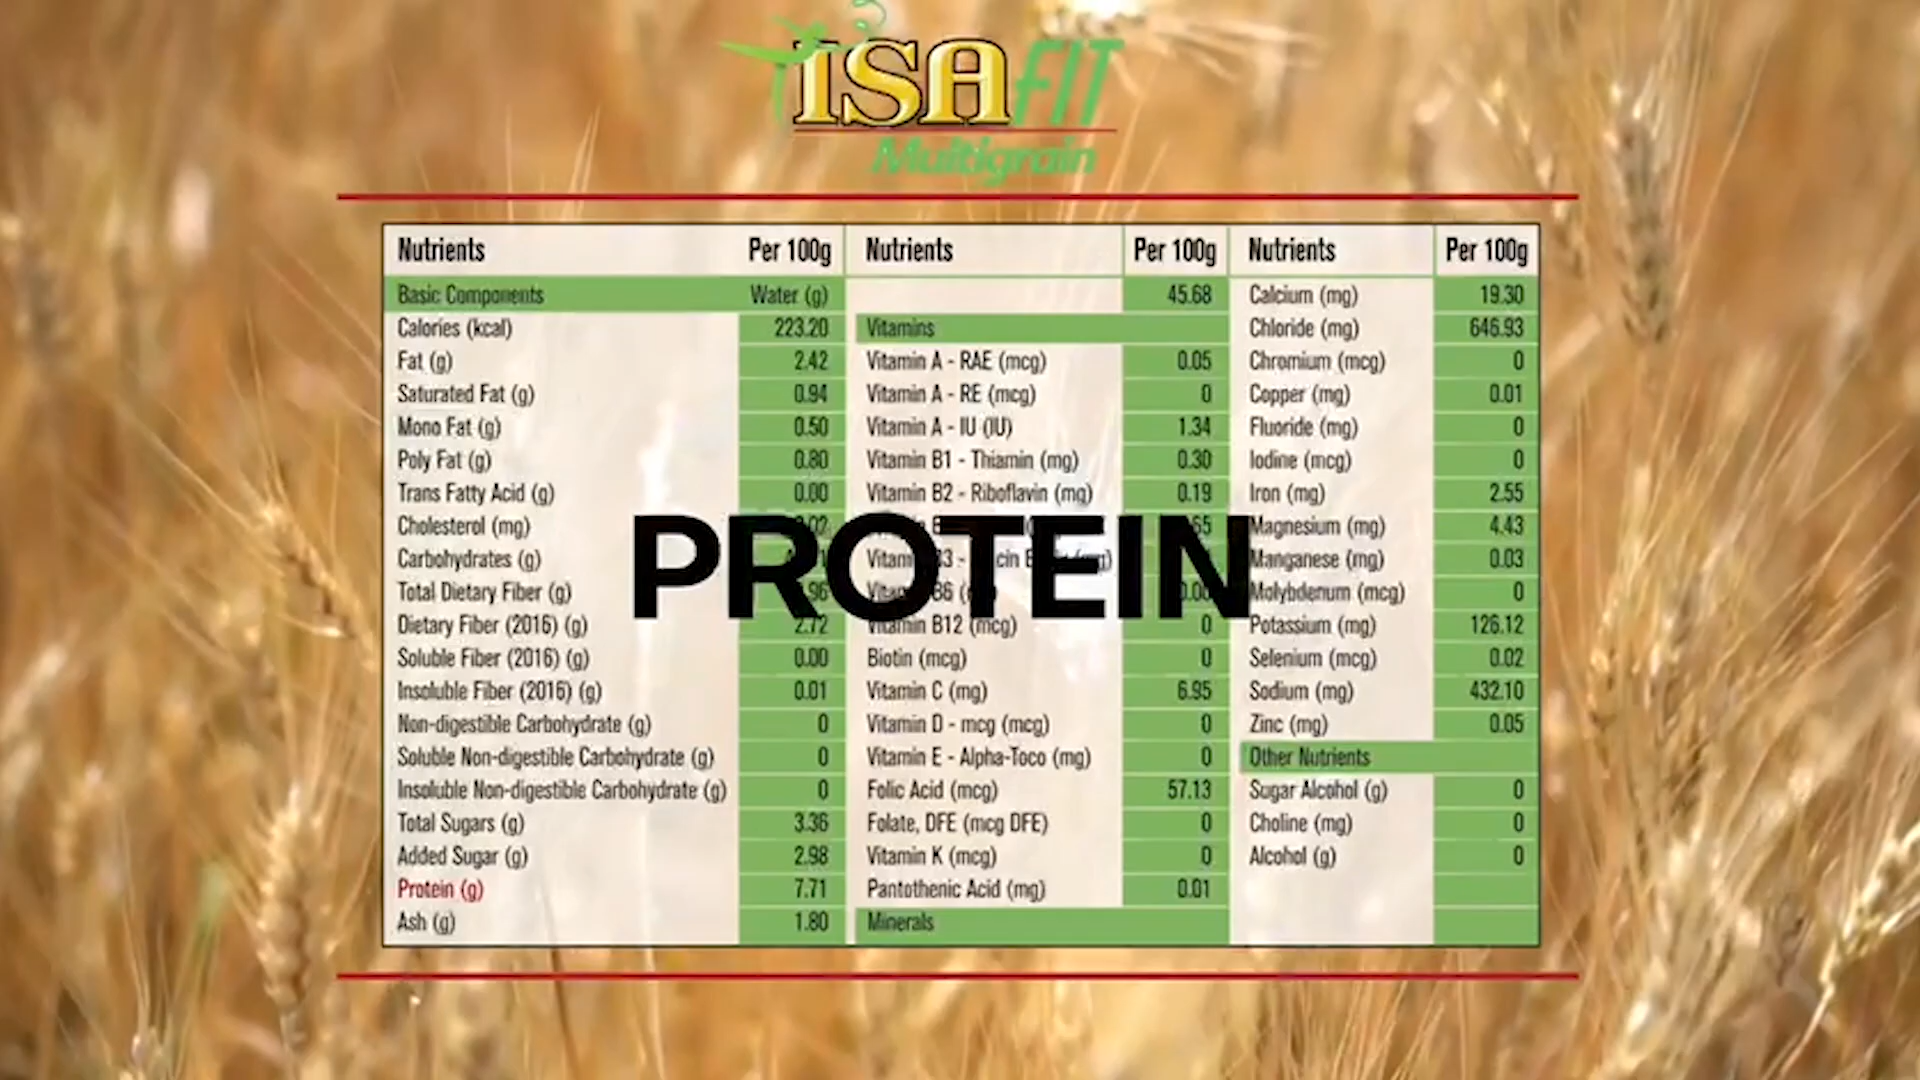 ISA FIT
Multigrain
Nutrients Per 100g Nutrients Per 100g Nutrients Per 100g
Basic Components Water (g) 45.68 Calcium (mg) 19.30
Calories (kcal) 223.20 Vitamins Chloride (mg) 646.93
Fat (g) 2.42 Vitamin A - RAE (mcg) 0.05 Chromium (mcg) 0
Saturated Fat (g) 0.94 Vitamin A - RE (mcg) 0 Copper (mg) 0.01
Mono Fat (g) 0.50 Vitamin A - IU (IU) 1.34 Fluoride (mg) 0
Poly Fat (g) 0.80 Vitamin B1 - Thiamin (mg) 0.30 Iodine (mcg) 0
Trans Fatty Acid (g) 0.00 Vitamin B2 - Riboflavin (mg) 0.19 Iron (mg) 2.55
Cholesterol (mg) Magnesium (mg) 4.43
PROTEIN
Carbohydrates (g) Manganese (mg) 0.03
Total Dietary Fiber (g) Molybdenum (mcg) 0
Dietary Fiber (2016) (g) 2.72 Vitamin B12 (mcg) 0 Potassium (mg) 126.12
Soluble Fiber (2016) (g) 0.00 Biotin (mcg) 0 Selenium (mcg) 0.02
Insoluble Fiber (2016) (g) 0.01 Vitamin C (mg) 6.95 Sodium (mg) 432.10
Non-digestible Carbohydrate (g) 0 Vitamin D - mcg (mcg) 0 Zinc (mg) 0.05
Soluble Non-digestible Carbohydrate (g) 0 Vitamin E - Alpha-Toco (mg) 0 Other Nutrients
Insoluble Non-digestible Carbohydrate (g) 0 Folic Acid (mcg) 57.13 Sugar Alcohol (g) 0
Total Sugars (g) 3.36 Folate, DFE (mcg DFE) 0 Choline (mg) 0
Added Sugar (g) 2.98 Vitamin K (mcg) 0 Alcohol (g) 0
Protein (g) 7.71 Pantothenic Acid (mg) 0.01
Ash (g) 1.80 Minerals